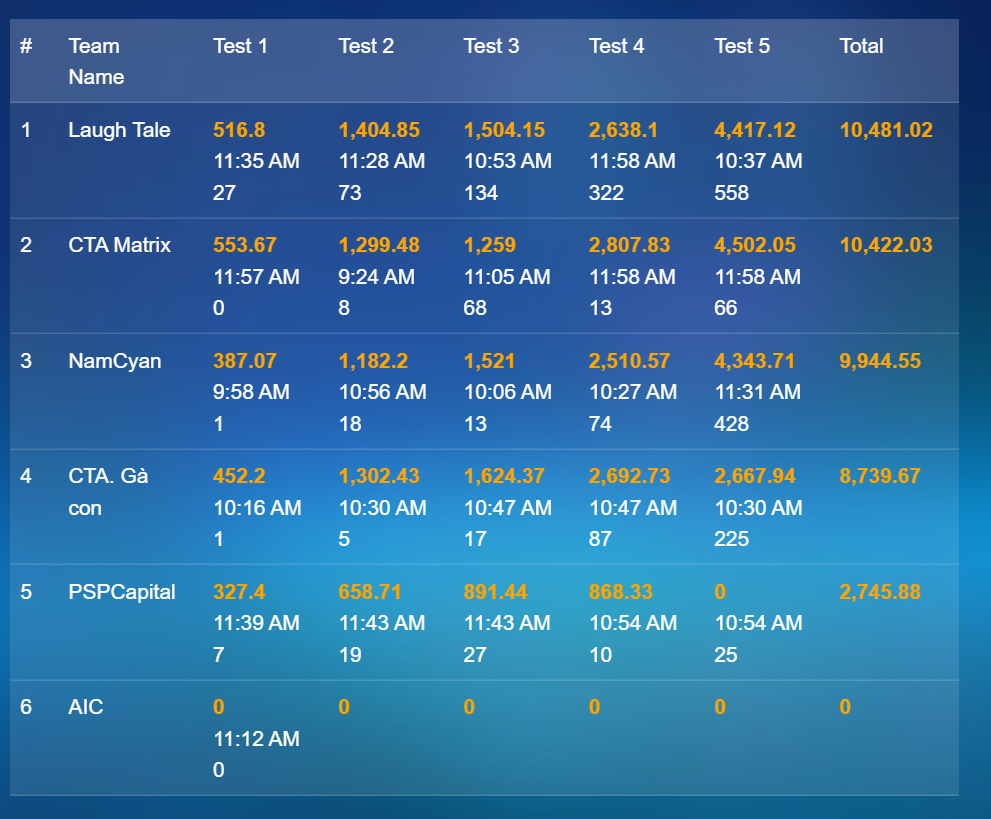 # Team Name Test 1 Test 2 Test 3 Test 4 Test 5 Total
1 Laugh Tale 516.8 1,404.85 1,504.15 2,638.1 4,417.12 10,481.02
11:35 AM 11:28 AM 10:53 AM 11:58 AM 10:37 AM
27 73 134 322 558
2 CTA Matrix 553.67 1,299.48 1,259 2,807.83 4,502.05 10,422.03
11:57 AM 9:24 AM 11:05 AM 11:58 AM 11:58 AM
0 8 68 13 66
3 NamCyan 387.07 1,182.2 1,521 2,510.57 4,343.71 9,944.55
9:58 AM 10:56 AM 10:06 AM 10:27 AM 11:31 AM
1 18 13 74 428
4 CTA. Gà 452.2 1,302.43 1,624.37 2,692.73 2,667.94 8,739.67
con 10:16 AM 10:30 AM 10:47 AM 10:47 AM 10:30 AM
1 5 17 87 225
5 PSPCapital 327.4 658.71 891.44 868.33 0 2,745.88
11:39 AM 11:43 AM 11:43 AM 10:54 AM 10:54 AM
7 19 27 10 25
6 AIC 0 0 0 0 0 0
11:12 AM
0